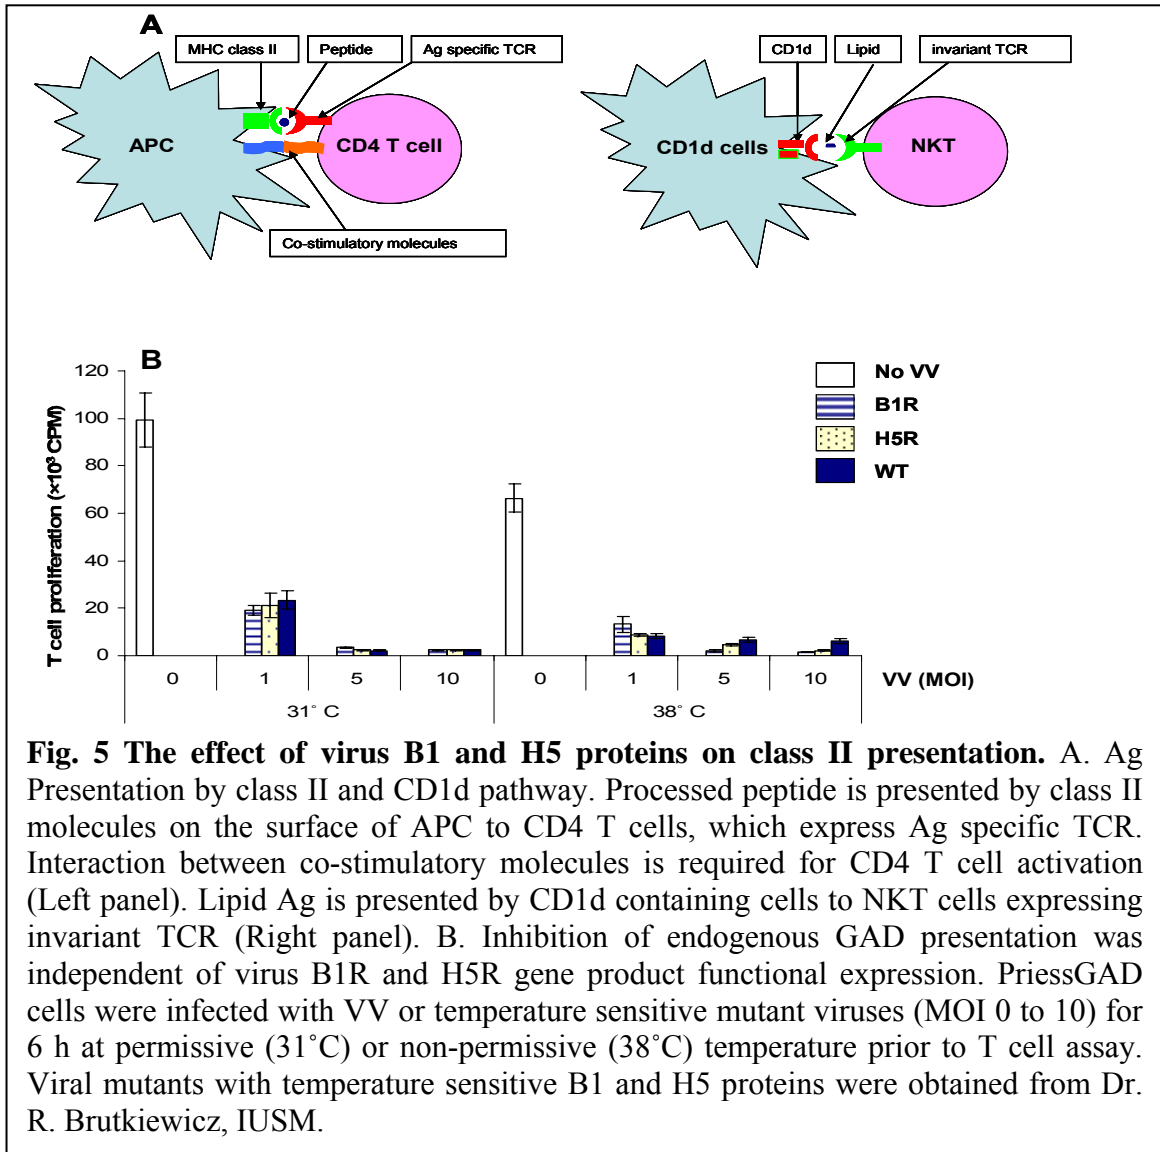 A
MHC class II
Peptide
Ag specific TCR
CD1d
Lipid
invariant TCR
APC
CD4 T cell
CD1d cells
NKT
Co-stimulatory molecules
B
T cell proliferation (×10³ CPM)
120
100
80
60
40
20
0
No VV
B1R
H5R
WT
0 1 5 10 0 1 5 10 VV (MOI)
31˚ C 38˚ C
Fig. 5 The effect of virus B1 and H5 proteins on class II presentation. A. Ag
Presentation by class II and CD1d pathway. Processed peptide is presented by class II
molecules on the surface of APC to CD4 T cells, which express Ag specific TCR.
Interaction between co-stimulatory molecules is required for CD4 T cell activation
(Left panel). Lipid Ag is presented by CD1d containing cells to NKT cells expressing
invariant TCR (Right panel). B. Inhibition of endogenous GAD presentation was
independent of virus B1R and H5R gene product functional expression. PriessGAD
cells were infected with VV or temperature sensitive mutant viruses (MOI 0 to 10) for
6 h at permissive (31˚C) or non-permissive (38˚C) temperature prior to T cell assay.
Viral mutants with temperature sensitive B1 and H5 proteins were obtained from Dr.
R. Brutkiewicz, IUSM.